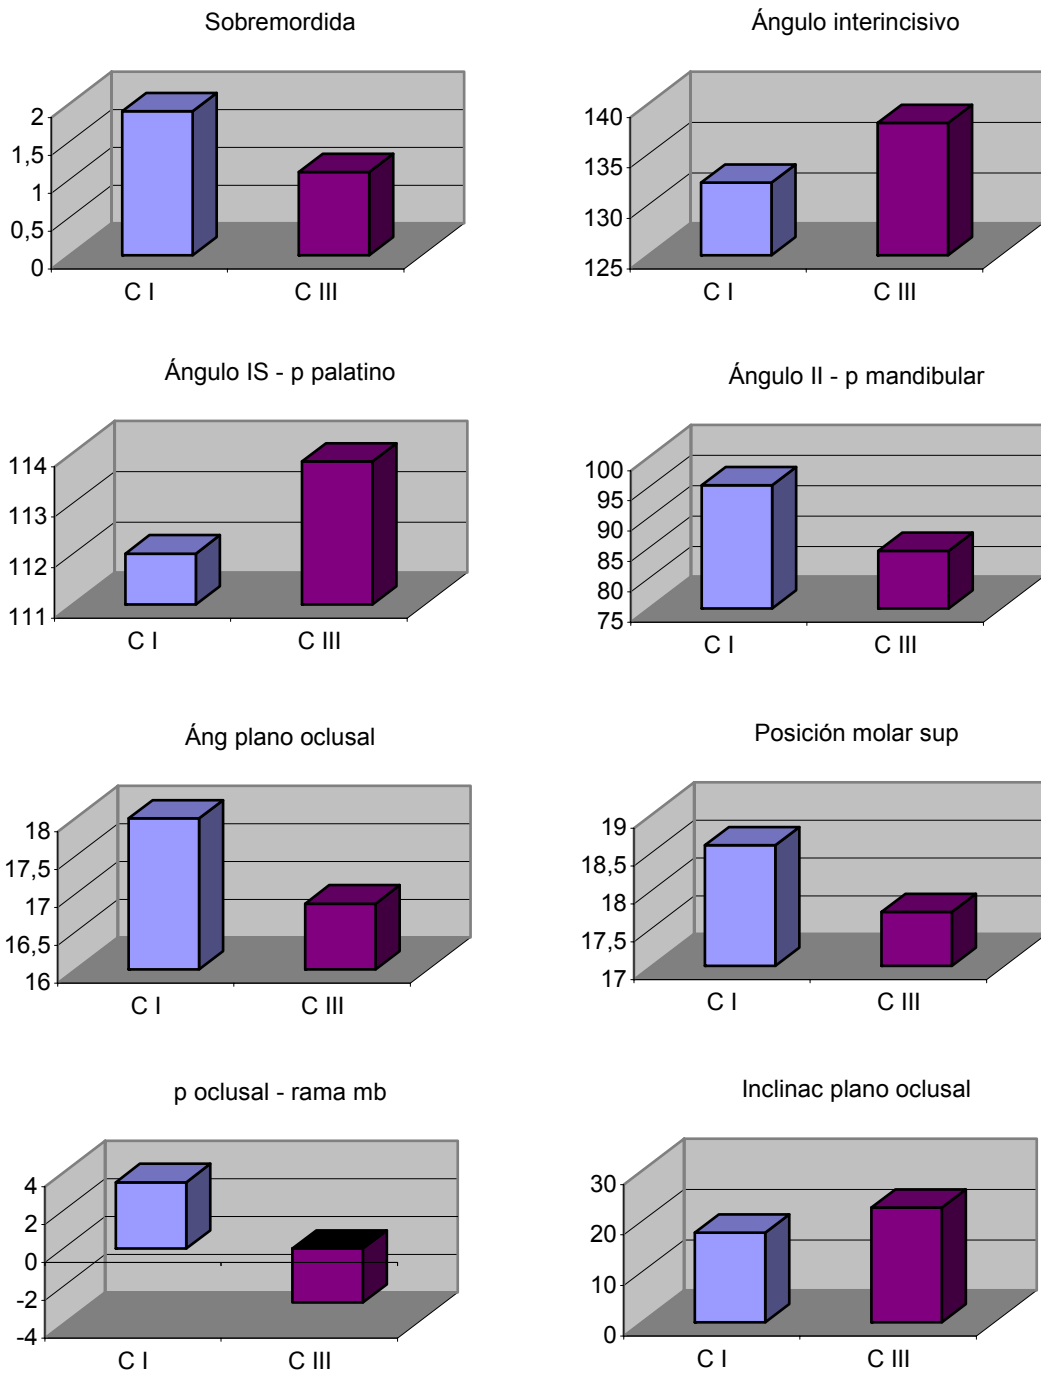 Sobremordida
2
1,5
1
0,5
0
C I C III
Ángulo interincisivo
140
135
130
125
C I C III
Ángulo IS - p palatino
114
113
112
111
C I C III
Ángulo II - p mandibular
100
95
90
85
80
75
C I C III
Áng plano oclusal
18
17,5
17
16,5
16
C I C III
Posición molar sup
19
18,5
18
17,5
17
C I C III
p oclusal - rama mb
4
2
0
-2
-4
C I C III
Inclinac plano oclusal
30
20
10
0
C I C III